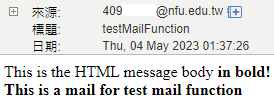 來源: 409 @nfu.edu.tw
標題: testMailFunction
日期: Thu, 04 May 2023 01:37:26
This is the HTML message body in bold!
This is a mail for test mail function